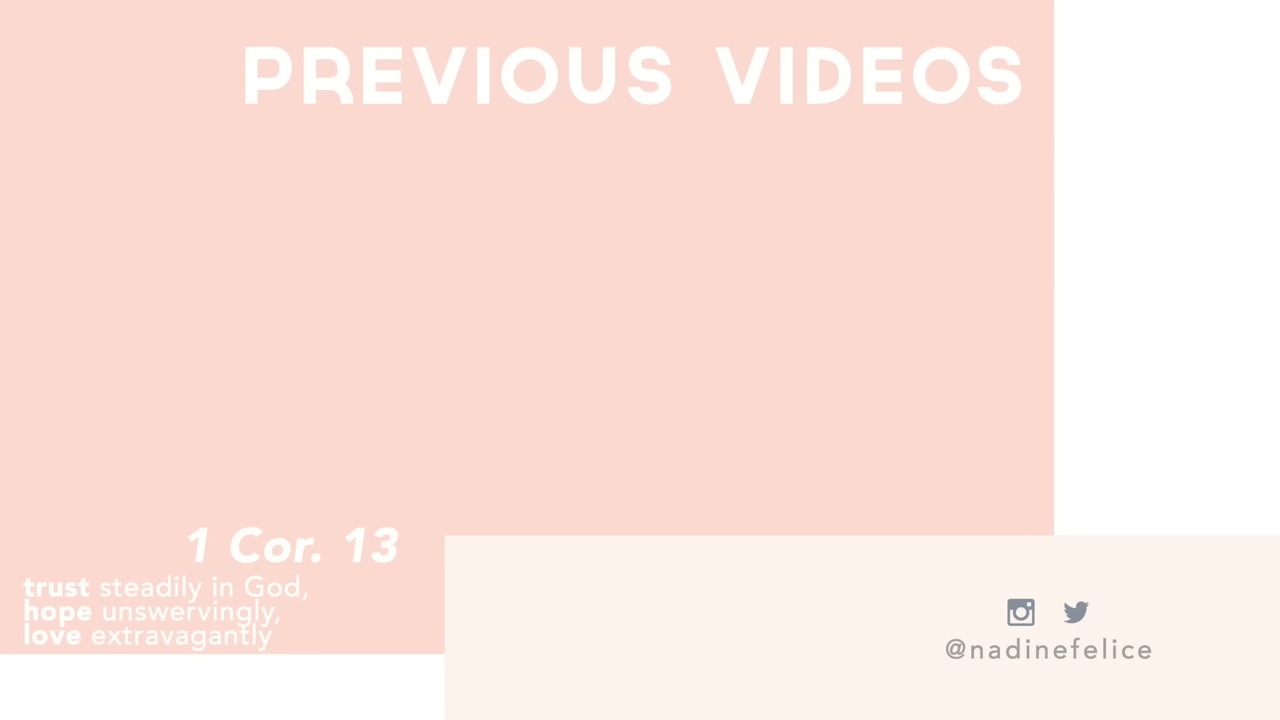 PREVIOUS VIDEOS
1 Cor. 13
trust steadily in God,
hope unswervingly,
love extravagantly
@nadinefelice